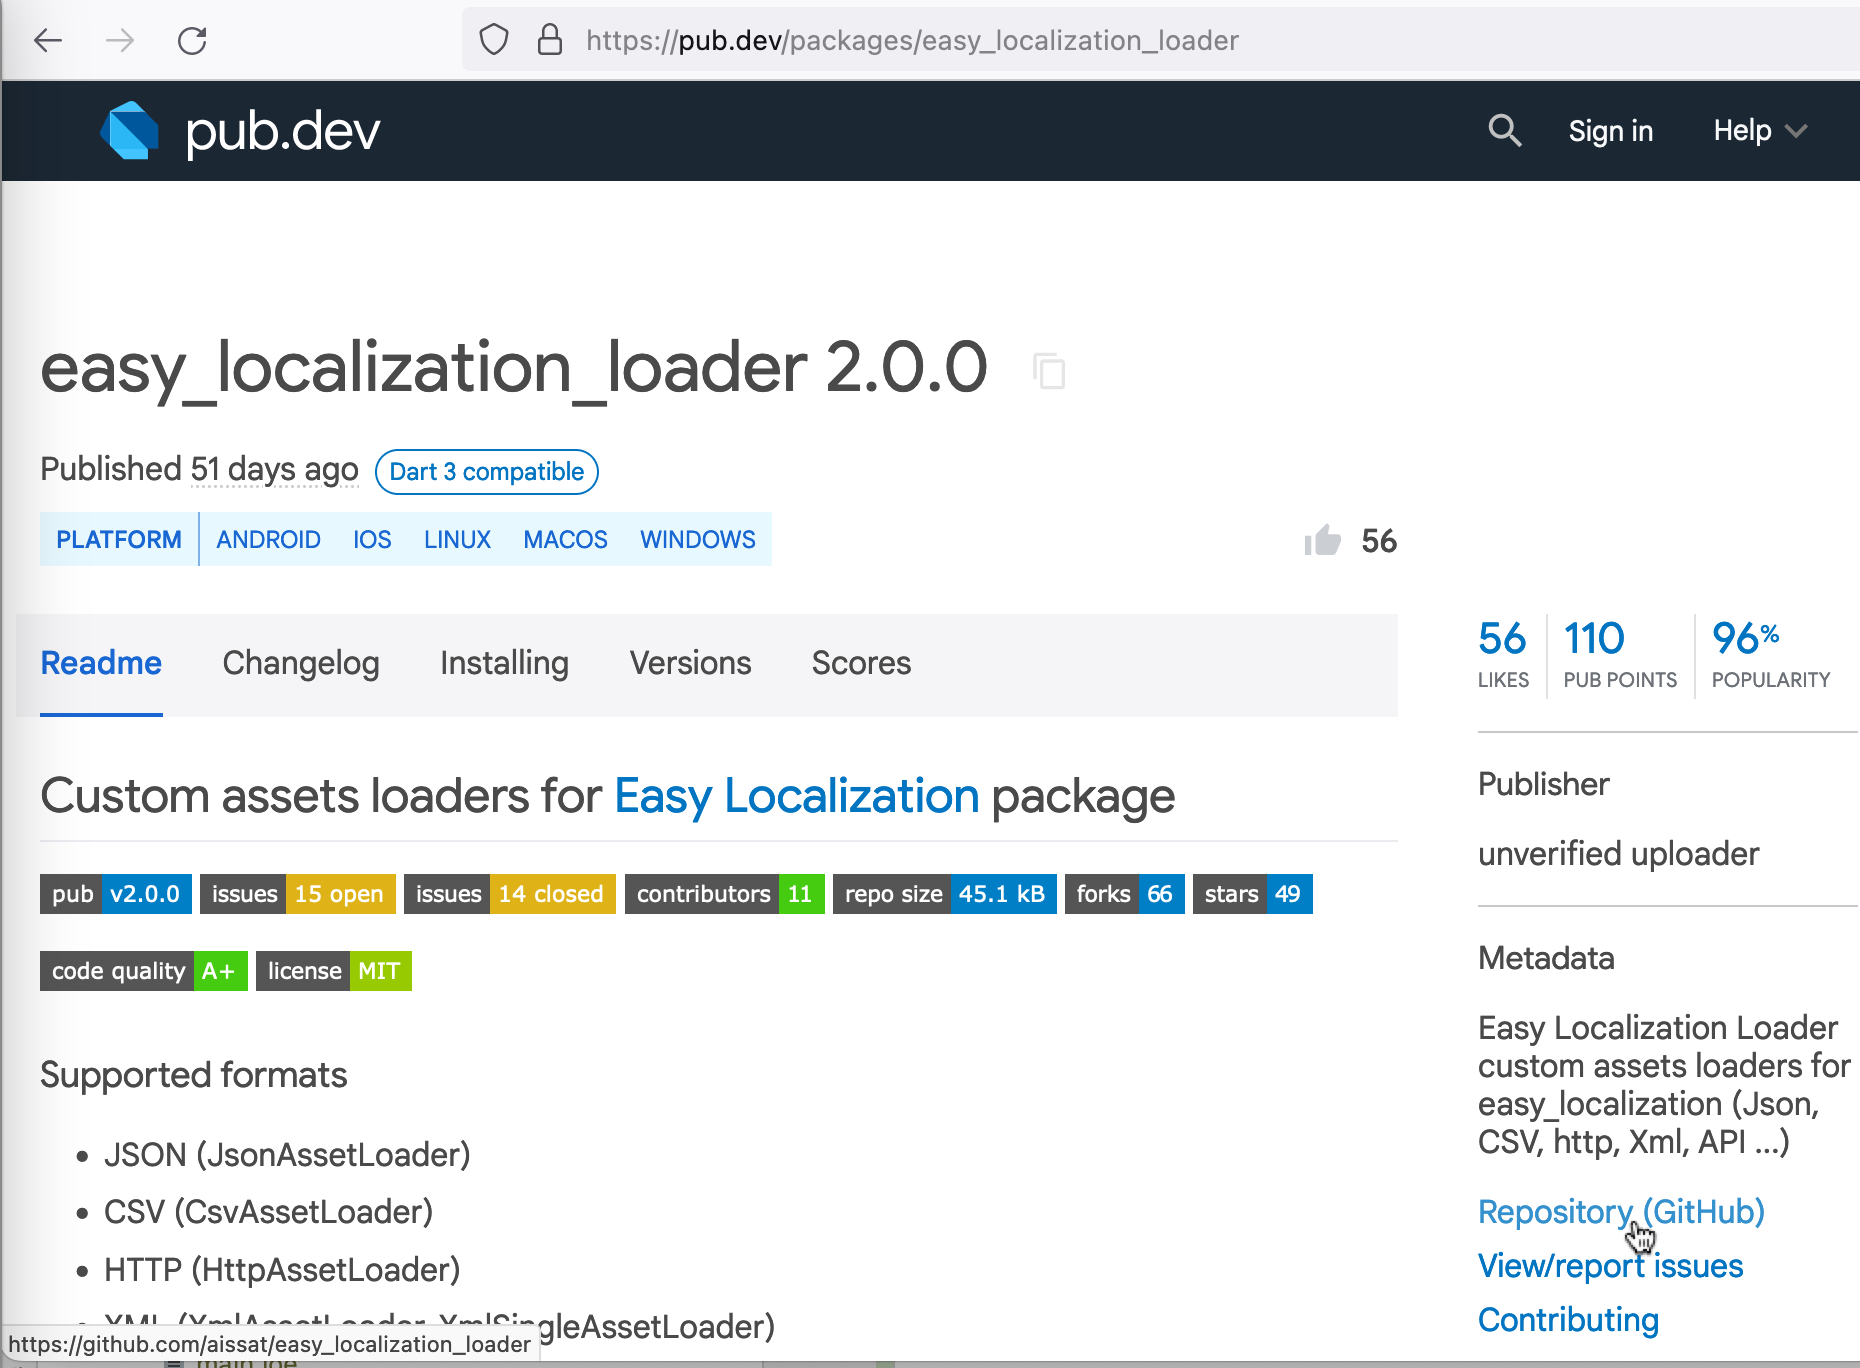 https://pub.dev/packages/easy_localization_loader
pub.dev
Sign in
Help
easy_localization_loader 2.0.0
Published 51 days ago
Dart 3 compatible
PLATFORM ANDROID IOS LINUX MACOS WINDOWS
56
Readme Changelog Installing Versions Scores
Custom assets loaders for Easy Localization package
pub v2.0.0 issues 15 open issues 14 closed contributors 11 repo size 45.1 kB forks 66 stars 49
code quality A+ license MIT
Supported formats
• JSON (JsonAssetLoader)
• CSV (CsvAssetLoader)
• HTTP (HttpAssetLoader)
• XML (XmlAssetLoader, XmlSingleAssetLoader)
56 110 96%
LIKES PUB POINTS POPULARITY
Publisher
unverified uploader
Metadata
Easy Localization Loader
custom assets loaders for
easy_localization (Json,
CSV, http, Xml, API ...)
Repository (GitHub)
View/report issues
Contributing
https://github.com/aissat/easy_localization_loader